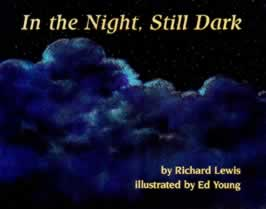 In the Night, Still Dark
by Richard Lewis
illustrated by Ed Young